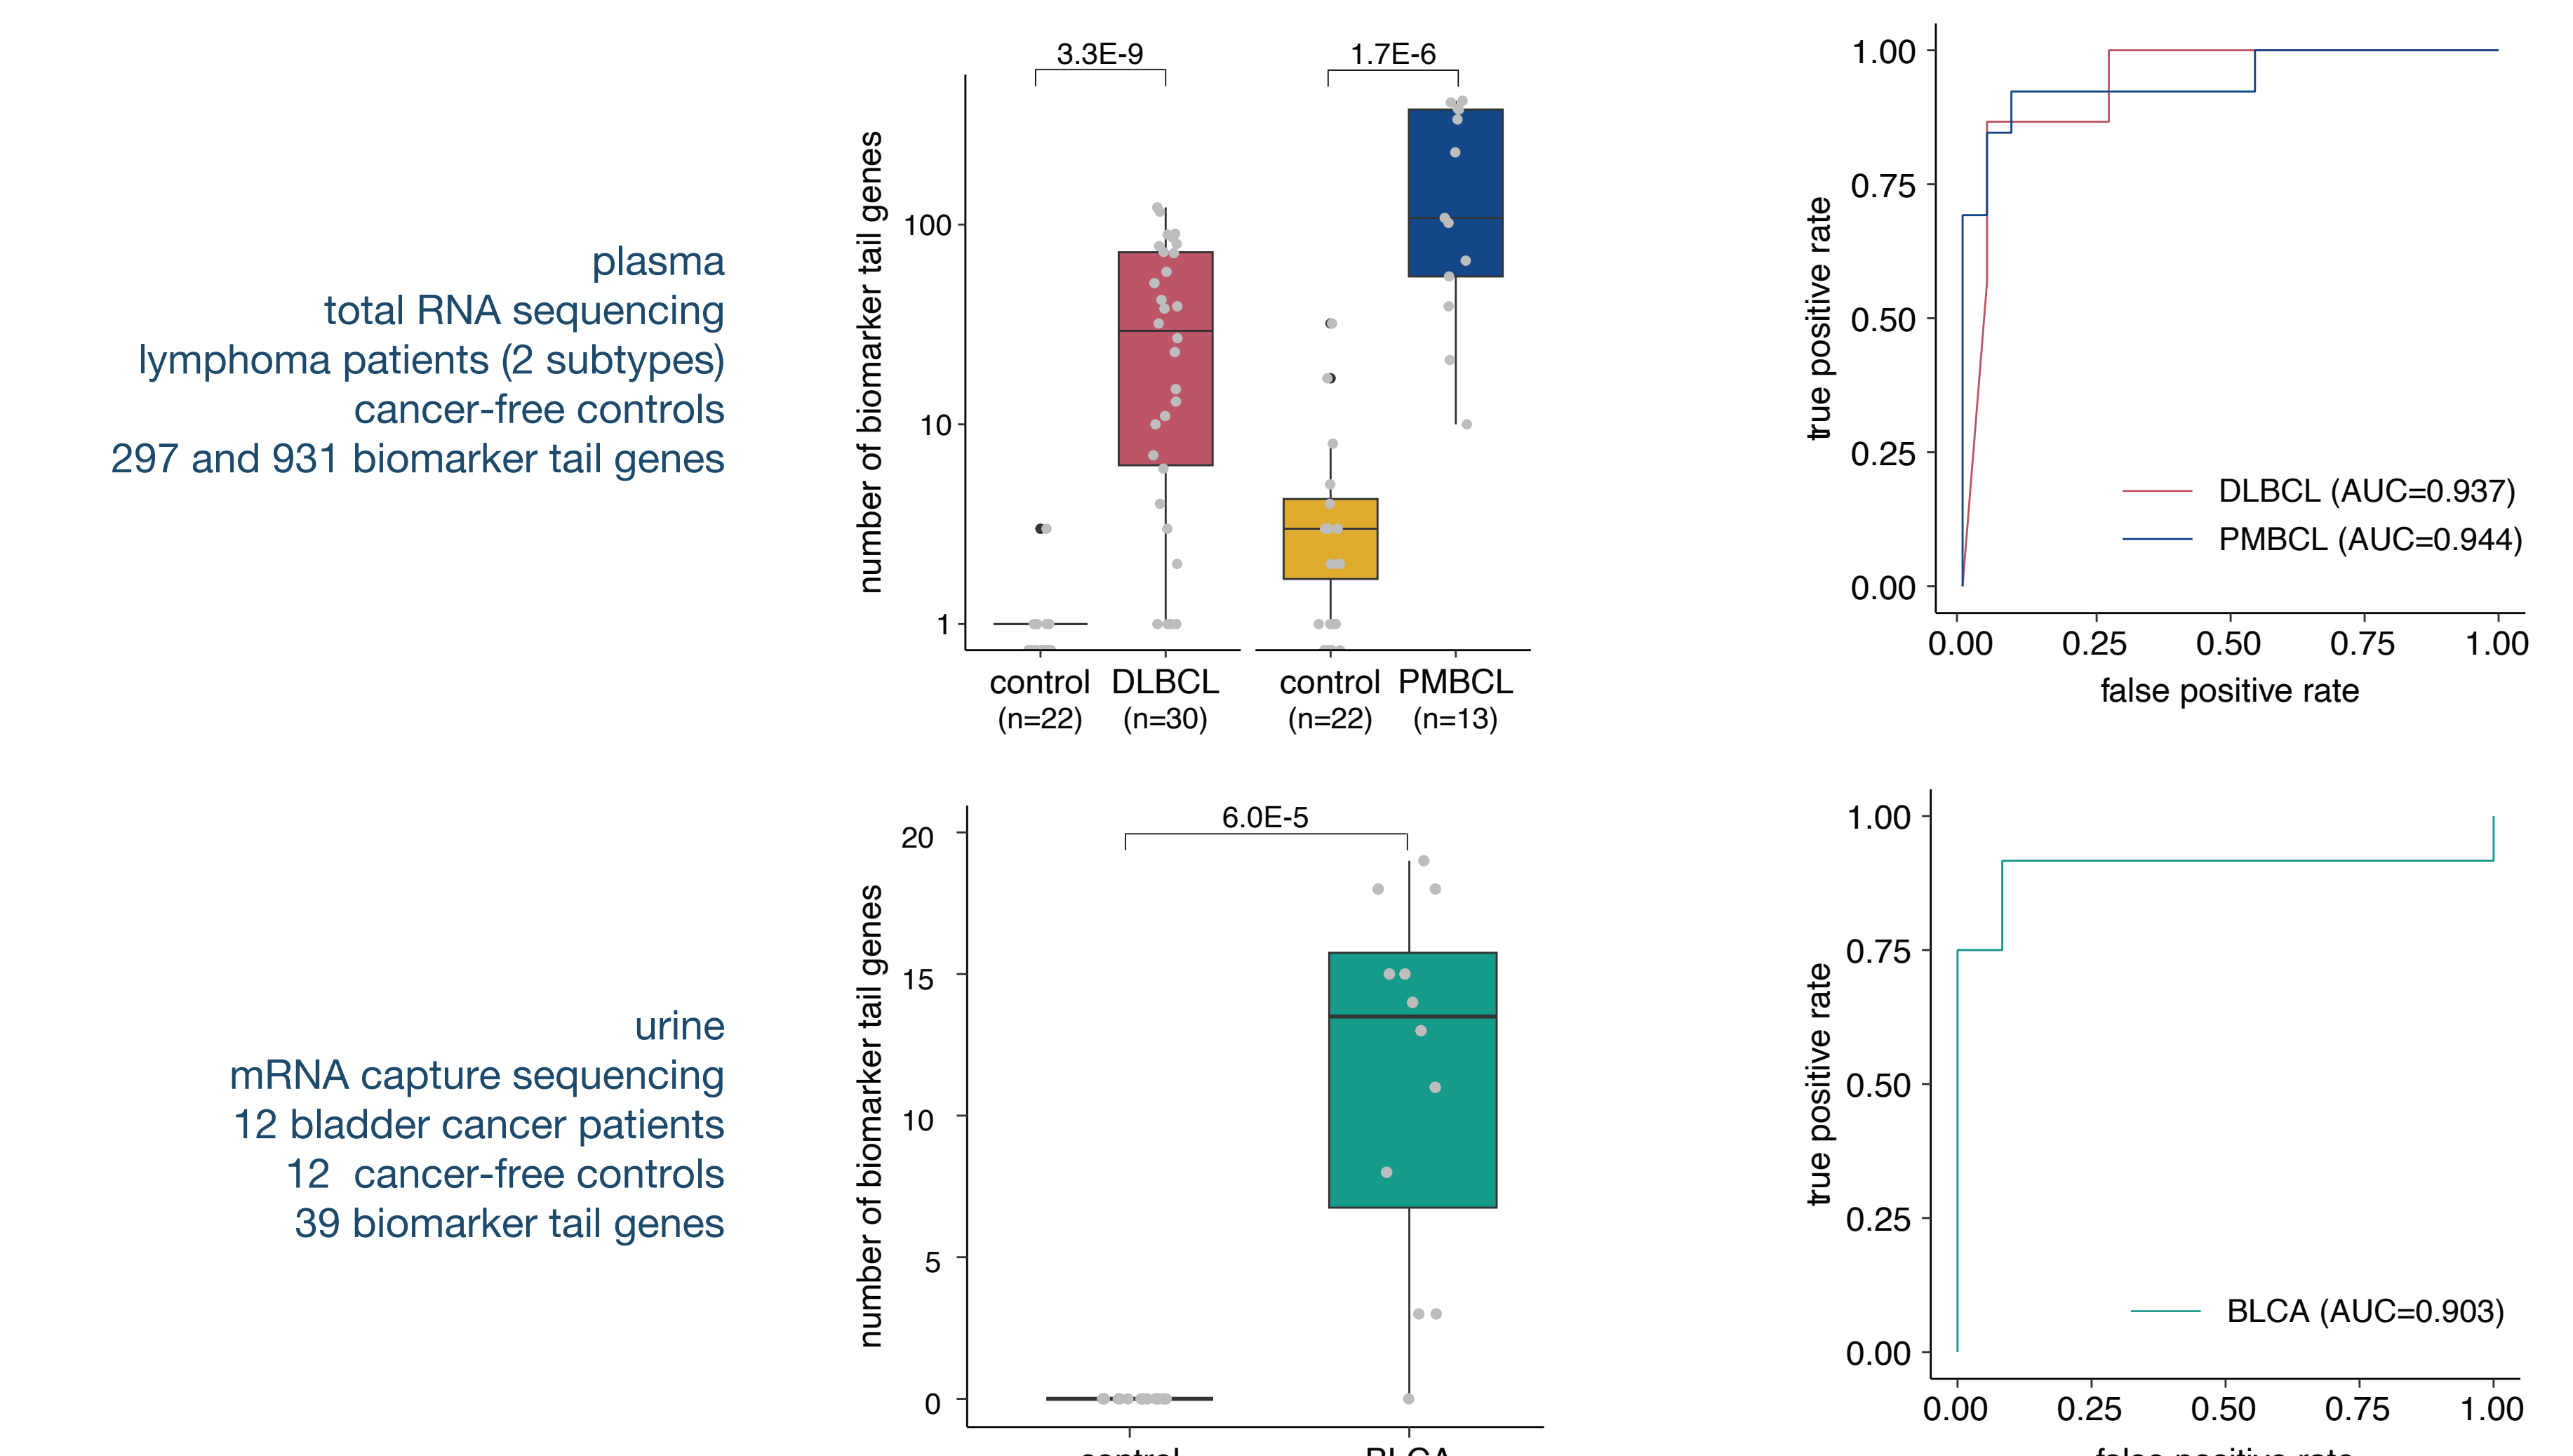 plasma
total RNA sequencing
lymphoma patients (2 subtypes)
cancer-free controls
297 and 931 biomarker tail genes
number of biomarker tail genes
3.3E-9
1.7E-6
100
10
1
control
(n=22)
DLBCL
(n=30)
control
(n=22)
PMBCL
(n=13)
true positive rate
1.00
0.75
0.50
0.25
0.00
DLBCL (AUC=0.937)
PMBCL (AUC=0.944)
0.00 0.25 0.50 0.75 1.00
false positive rate
urine
mRNA capture sequencing
12 bladder cancer patients
12 cancer-free controls
39 biomarker tail genes
number of biomarker tail genes
6.0E-5
20
15
10
5
0
control BLCA
true positive rate
1.00
0.75
0.50
0.25
0.00
BLCA (AUC=0.903)
0.00 0.25 0.50 0.75 1.00
false positive rate